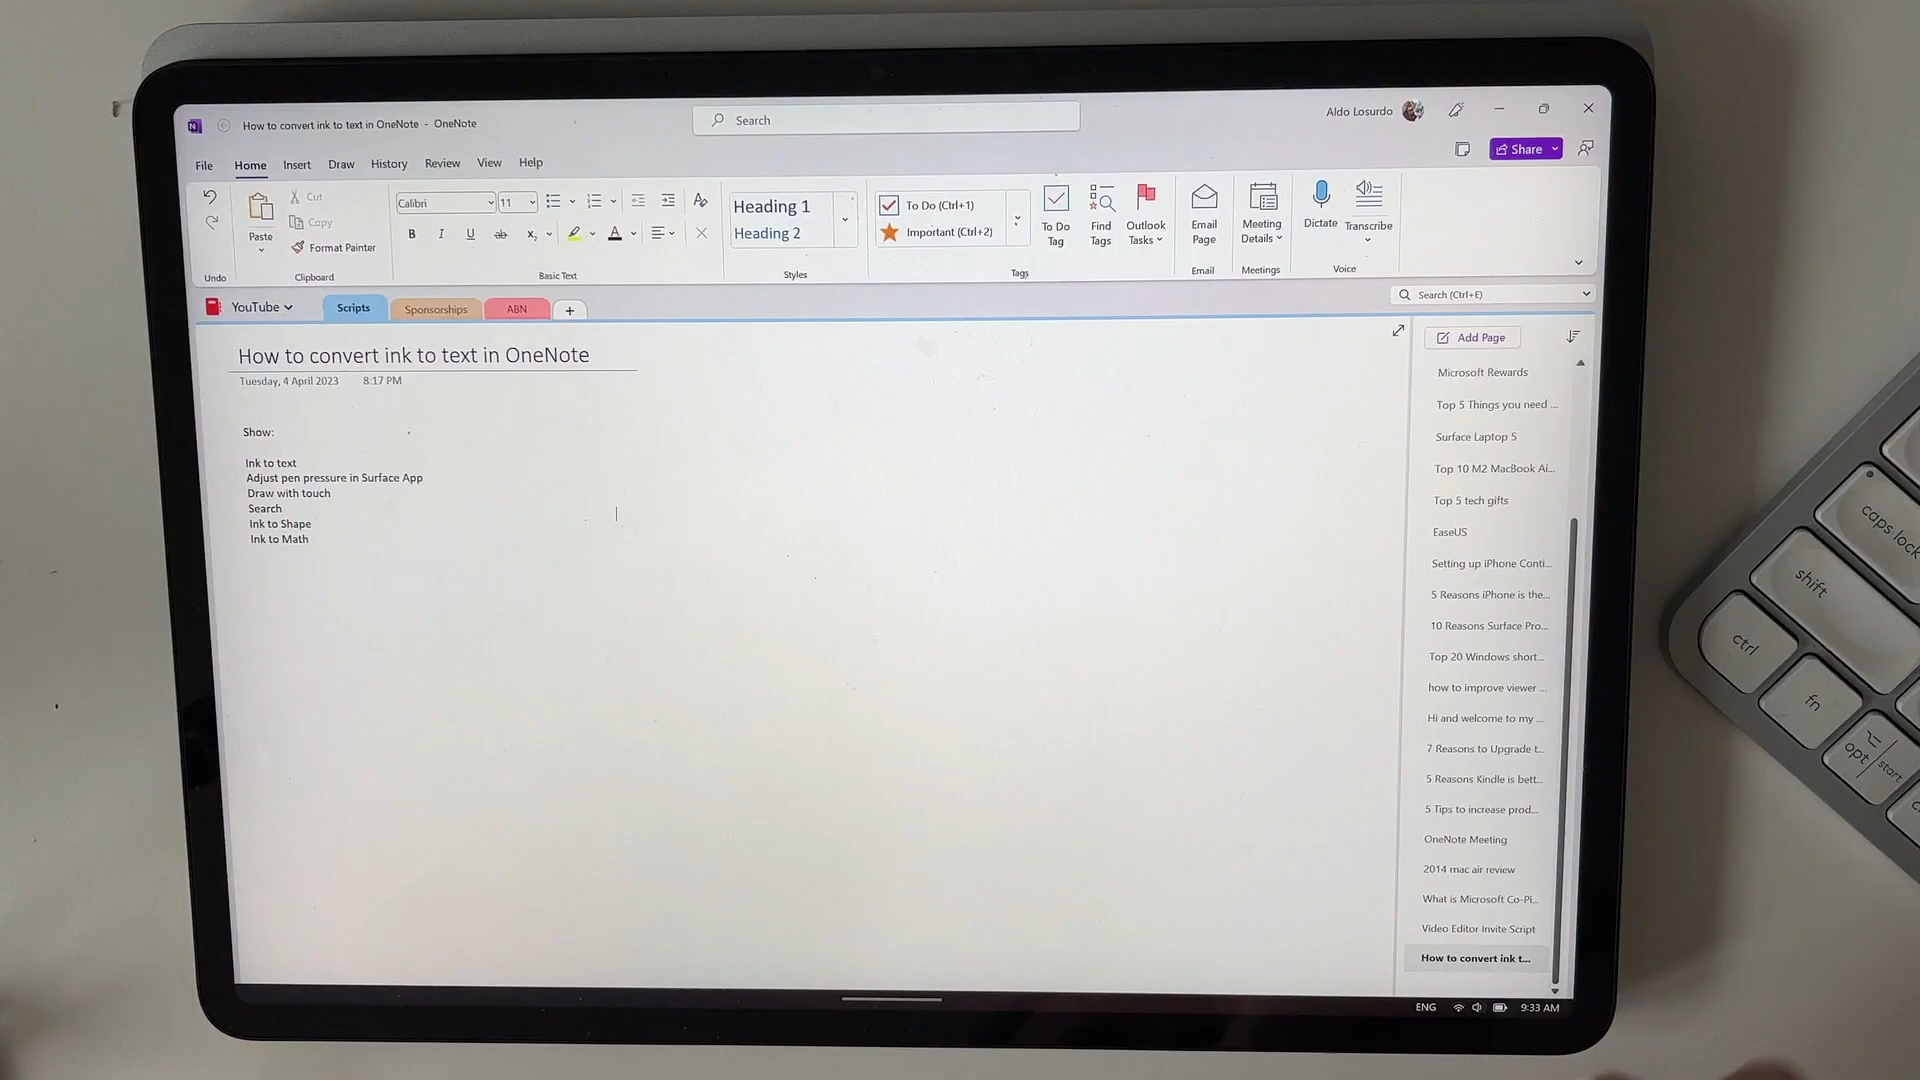 How to convert ink to text in OneNote - OneNote
Search
Aldo Losurdo
File Home Insert Draw History Review View Help
Share
Undo
Paste
Cut
Copy
Format Painter
Clipboard
Calibri 11
B I U ab x₂ A
Basic Text
Heading 1
Heading 2
Styles
To Do (Ctrl+1)
Important (Ctrl+2)
To Do Tag
Find Tags
Outlook Tasks
Tags
Email Page
Email
Meeting Details
Meetings
Dictate
Transcribe
Voice
YouTube
Scripts
Sponsorships
ABN
+
Search (Ctrl+E)
How to convert ink to text in OneNote
Tuesday, 4 April 2023 8:17 PM
Show:
Ink to text
Adjust pen pressure in Surface App
Draw with touch
Search
Ink to Shape
Ink to Math
Add Page
Microsoft Rewards
Top 5 Things you need ...
Surface Laptop 5
Top 10 M2 MacBook Ai...
Top 5 tech gifts
EaseUS
Setting up iPhone Conti...
5 Reasons iPhone is the...
10 Reasons Surface Pro...
Top 20 Windows short...
how to improve viewer ...
Hi and welcome to my ...
7 Reasons to Upgrade t...
5 Reasons Kindle is bett...
5 Tips to increase prod...
OneNote Meeting
2014 mac air review
What is Microsoft Co-Pi...
Video Editor Invite Script
How to convert ink t...
ENG 9:33 AM
caps lock
shift
ctrl
fn
opt
start